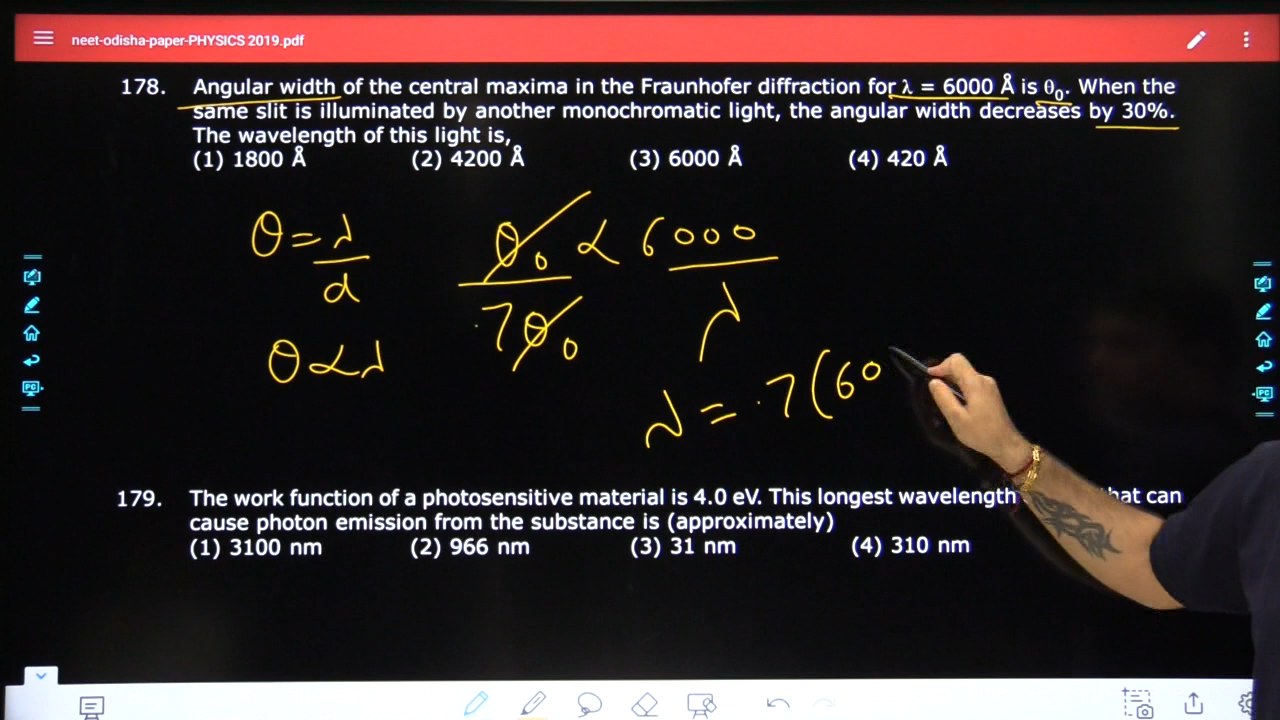 neet-odisha-paper-PHYSICS 2019.pdf
178. Angular width of the central maxima in the Fraunhofer diffraction for λ = 6000 Å is θ₀. When the
same slit is illuminated by another monochromatic light, the angular width decreases by 30%.
The wavelength of this light is,
(1) 1800 Å (2) 4200 Å (3) 6000 Å (4) 420 Å
θ = λ/d
θ₀/.7θ₀ ∝ 6000/λ
θ ∝ λ
λ = .7(60
179. The work function of a photosensitive material is 4.0 eV. This longest wavelength hat can
cause photon emission from the substance is (approximately)
(1) 3100 nm (2) 966 nm (3) 31 nm (4) 310 nm
PC
PC